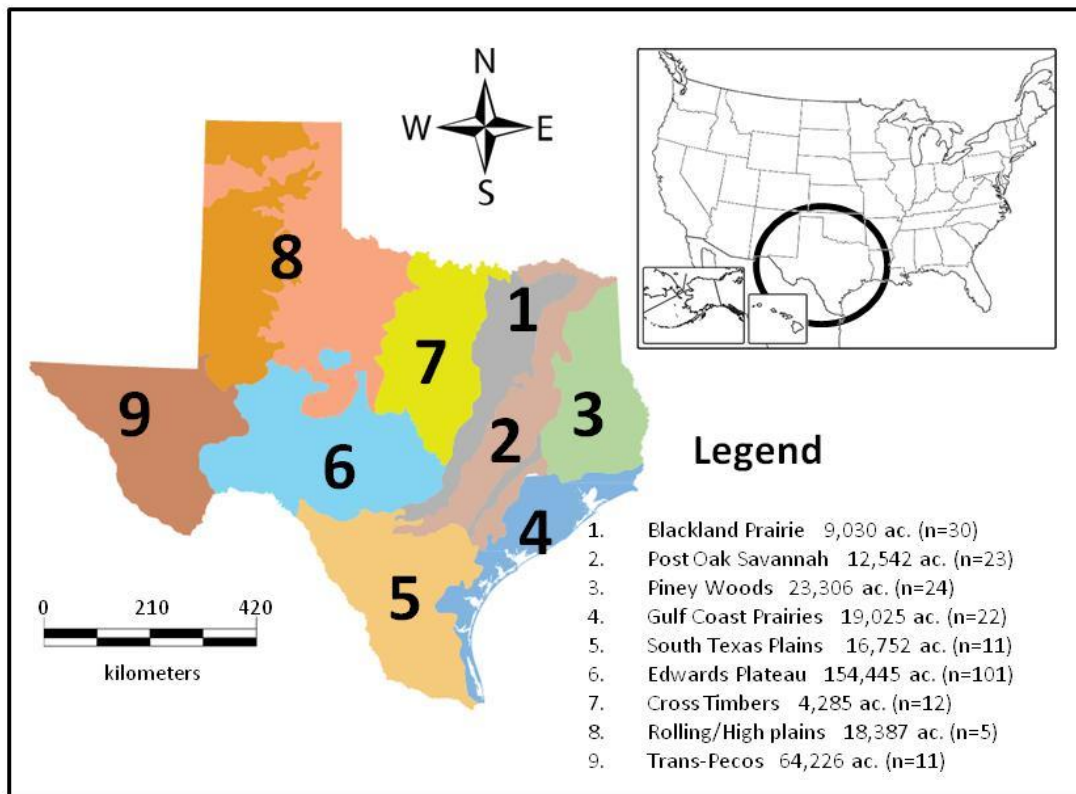 N
W E
S
8
1
7
9
3
2
6
4
5
0 210 420
kilometers
Legend
1. Blackland Prairie 9,030 ac. (n=30)
2. Post Oak Savannah 12,542 ac. (n=23)
3. Piney Woods 23,306 ac. (n=24)
4. Gulf Coast Prairies 19,025 ac. (n=22)
5. South Texas Plains 16,752 ac. (n=11)
6. Edwards Plateau 154,445 ac. (n=101)
7. Cross Timbers 4,285 ac. (n=12)
8. Rolling/High plains 18,387 ac. (n=5)
9. Trans-Pecos 64,226 ac. (n=11)